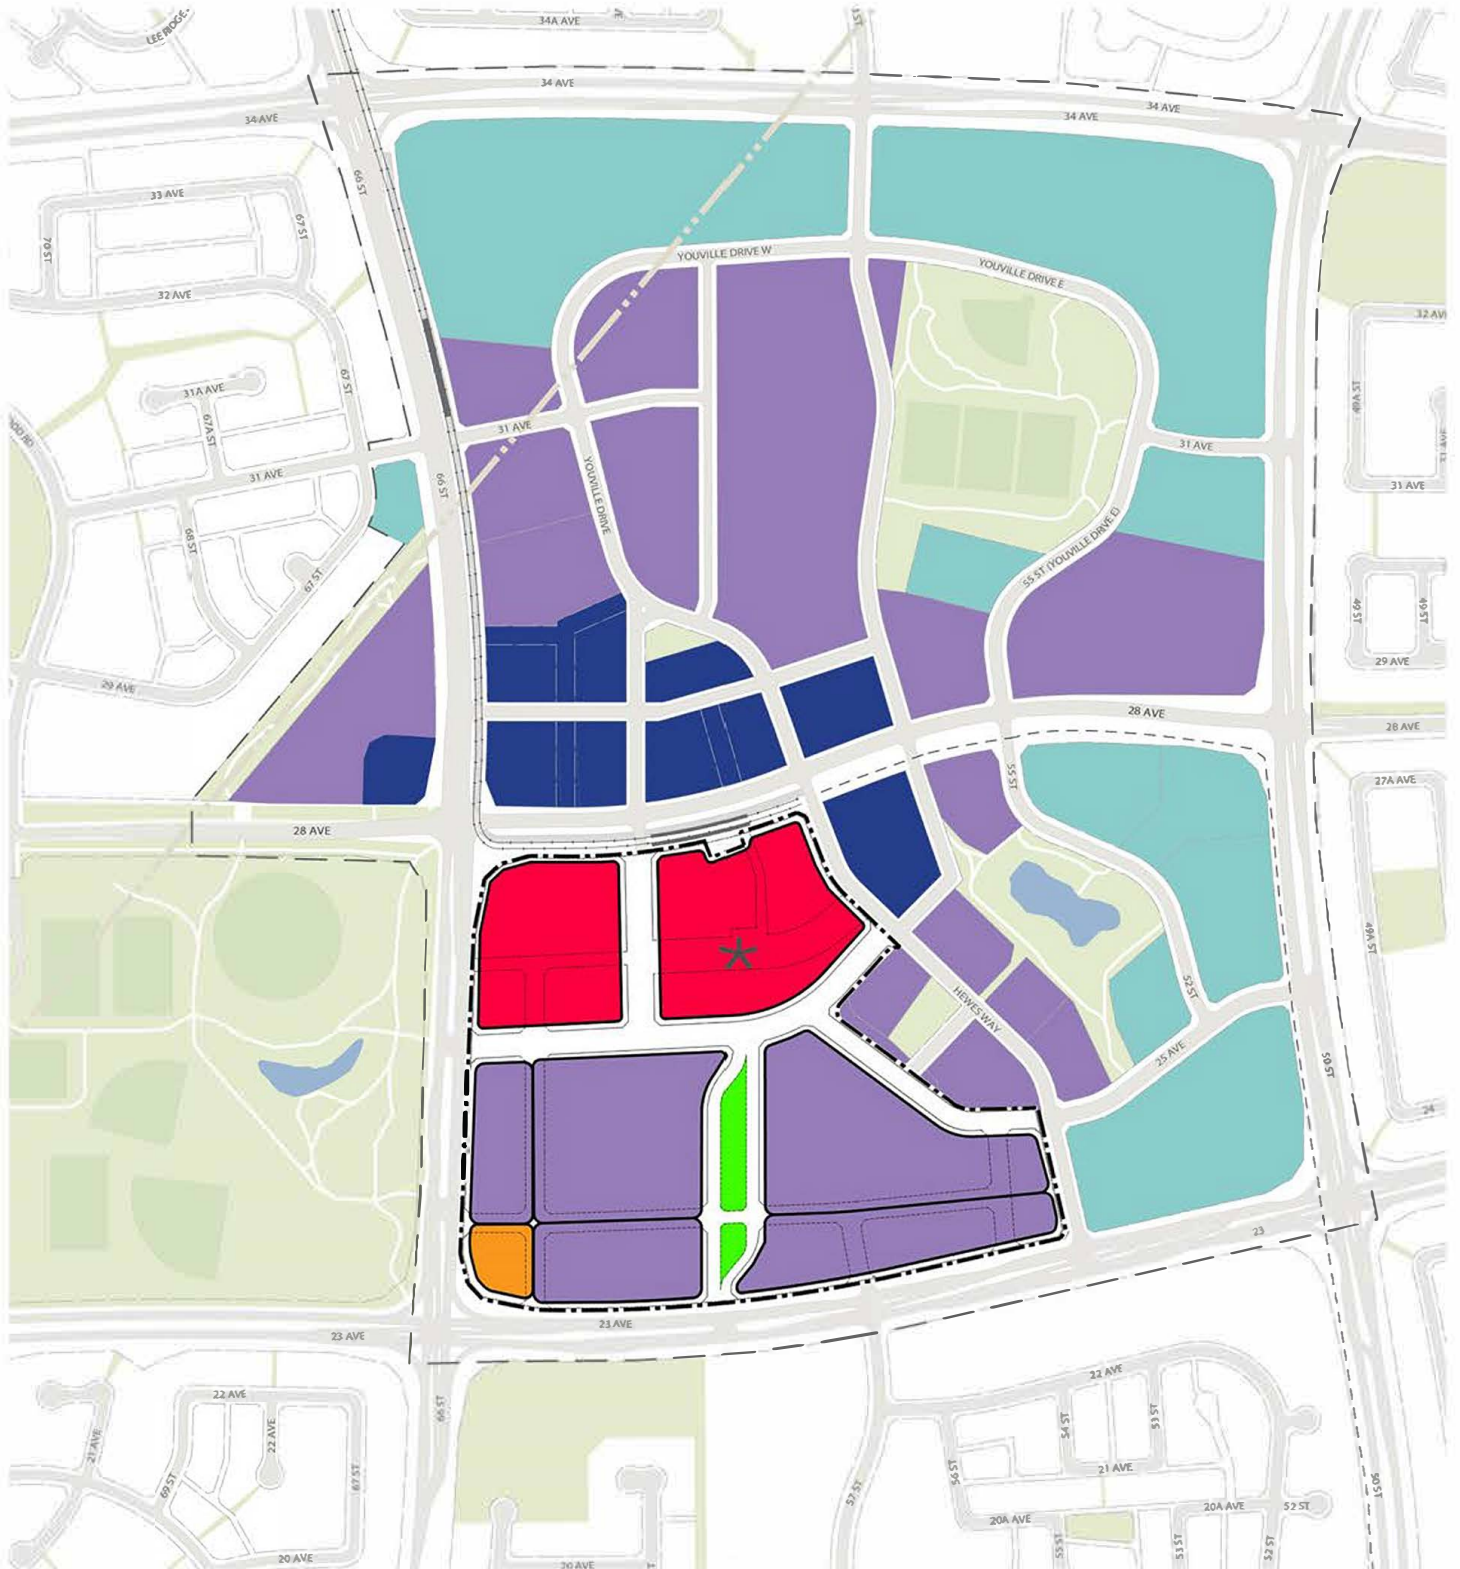 34A AVE
34 AVE
34 AVE
34 AVE
34 AVE
66 ST
33 AVE
67 ST
70 ST
YOUVILLE DRIVE W
YOUVILLE DRIVE E
32 AVE
32 AVE
67 ST
31A AVE
49A ST
67A ST
31 AVE
31 AVE
31 AVE
66 ST
31 AVE
YOUVILLE DRIVE
68 ST
55 ST (YOUVILLE DRIVE E)
67 ST
49 ST
49 ST
29 AVE
29 AVE
28 AVE
28 AVE
55 ST
27A AVE
28 AVE
49A ST
52 ST
HEWES WAY
25 AVE
50 ST
24
23
23 AVE
23 AVE
22 AVE
22 AVE
66 ST
22 AVE
21 AVE
54 ST
53 ST
69 ST
67 ST
56 ST
21 AVE
57 ST
50 ST
20A AVE
52 ST
20A AVE
55 ST
53 ST
52 ST
20 AVE
20 AVE